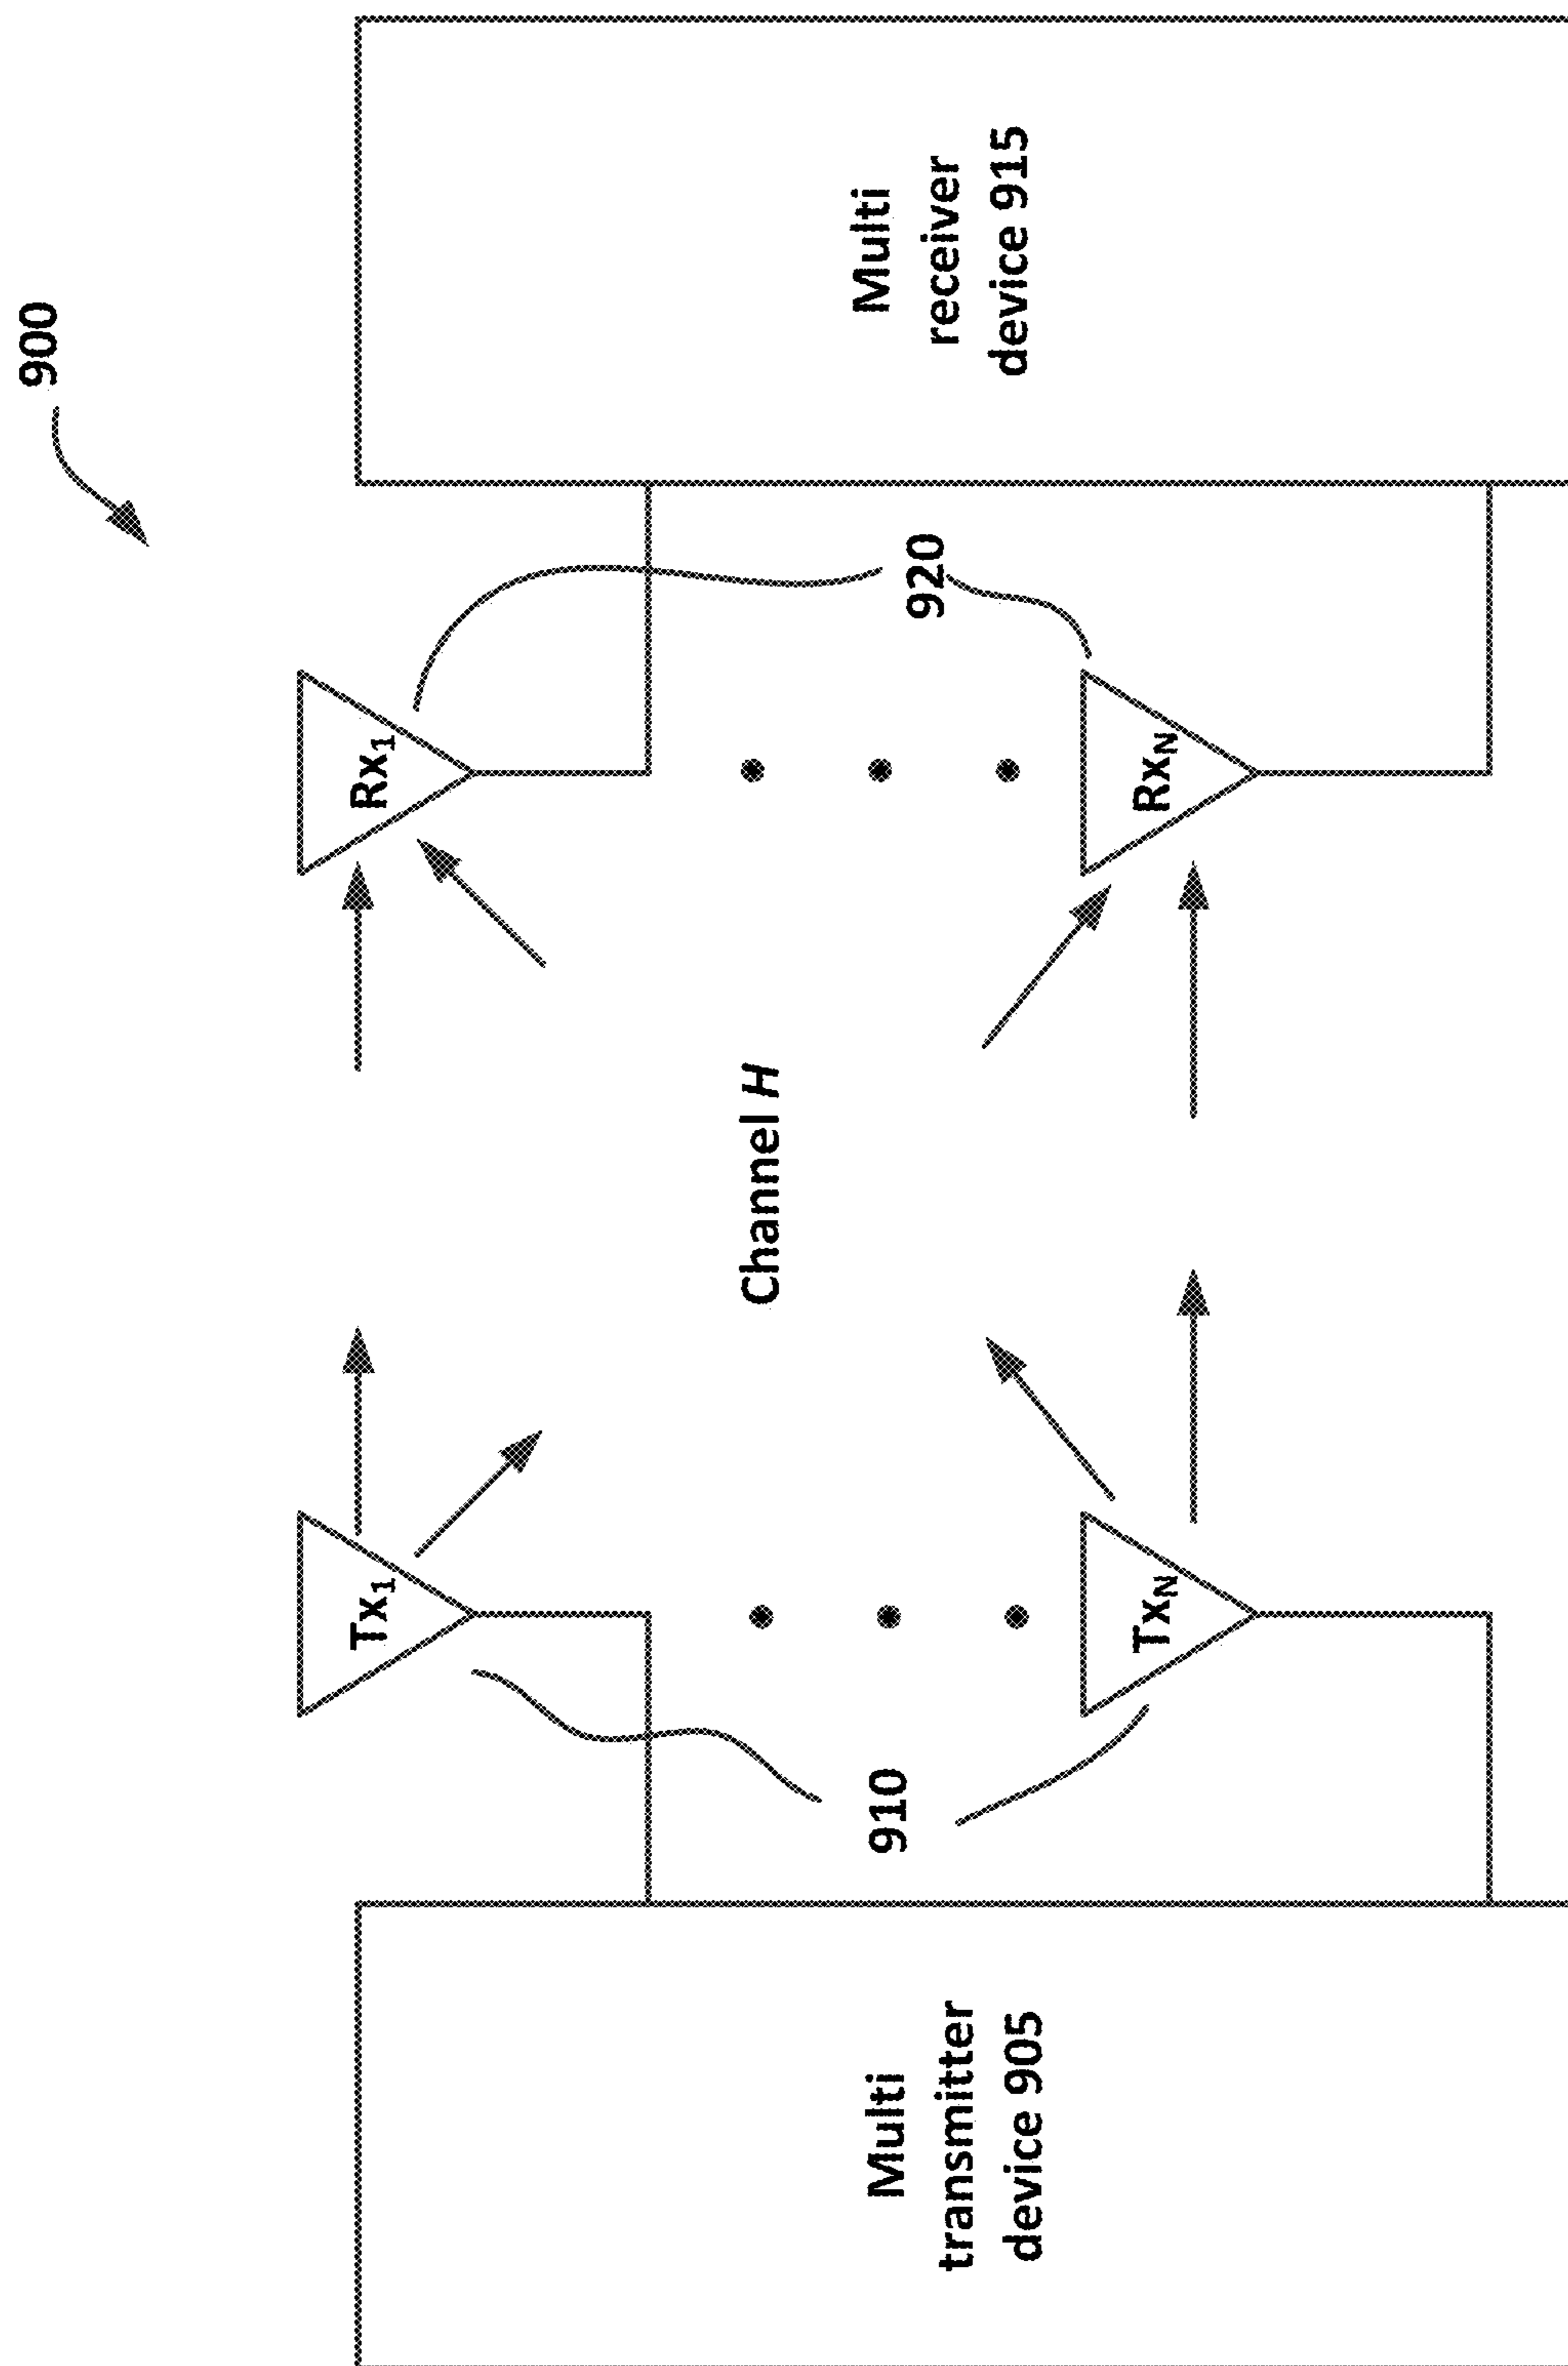 900
Tx1
Rx1
Multi
transmitter
device 905
910
Channel H
920
Multi
receiver
device 915
TxN
RxN